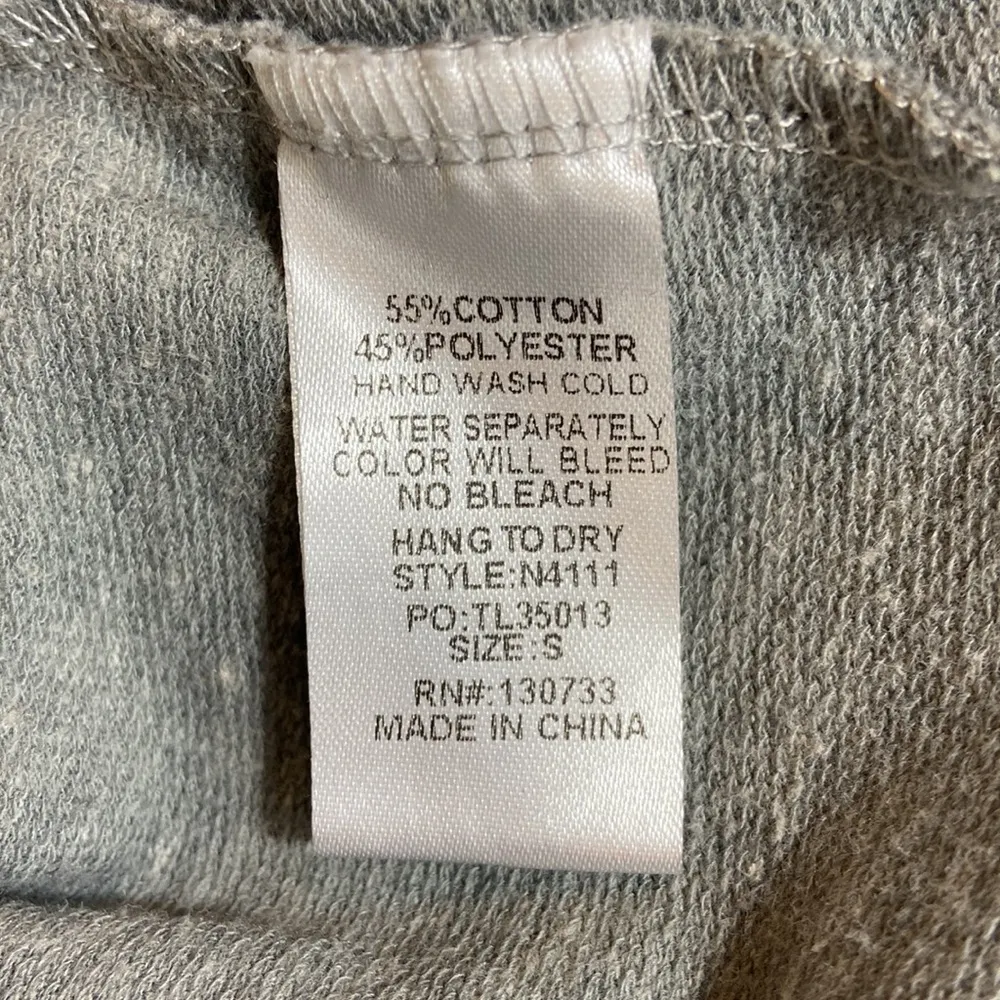 55%COTTON
45%POLYESTER
HAND WASH COLD
WATER SEPARATELY
COLOR WILL BLEED
NO BLEACH
HANG TO DRY
STYLE:N4111
PO:TL35013
SIZE:S
RN#:130733
MADE IN CHINA